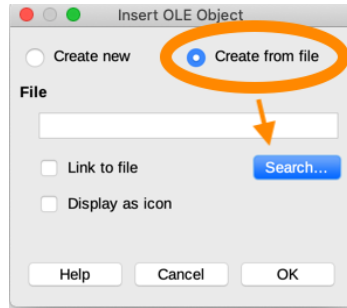 Insert OLE Object
Create new Create from file
File
Link to file Search...
Display as icon
Help Cancel OK